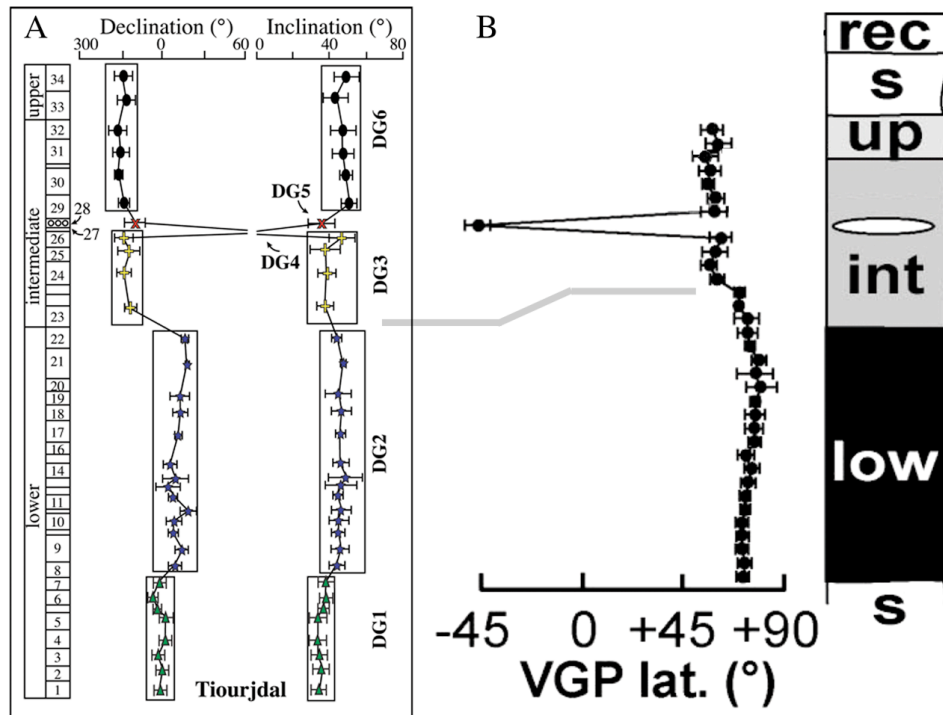 A
Declination (°)
Inclination (°)
300 0 60 0 40 80
upper
intermediate
lower
34
33
32
31
30
29
28
27
26
25
24
23
22
21
20
19
18
17
16
14
11
10
9
8
7
6
5
4
3
2
1
DG6
DG5
DG4
DG3
DG2
DG1
Tiourjdal
B
rec
s
up
int
low
s
-45 0 +45 +90
VGP lat. (°)